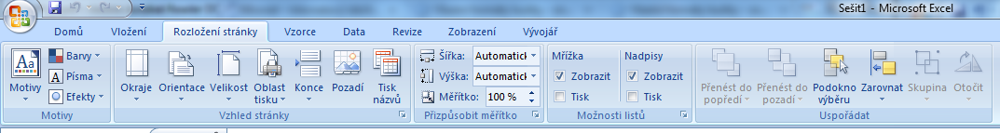 Sešit1 - Microsoft Excel
Domů Vložení Rozložení stránky Vzorce Data Revize Zobrazení Vývojář
Motivy
Barvy
Písma
Efekty
Motivy
Okraje
Orientace
Velikost
Oblast tisku
Konce
Pozadí
Tisk názvů
Vzhled stránky
Šířka: Automatick
Výška: Automatick
Měřítko: 100 %
Přizpůsobit měřítko
Mřížka
Zobrazit
Tisk
Nadpisy
Zobrazit
Tisk
Možnosti listů
Přenést do popředí
Přenést do pozadí
Podokno výběru
Zarovnat
Skupina
Otočit
Uspořádat